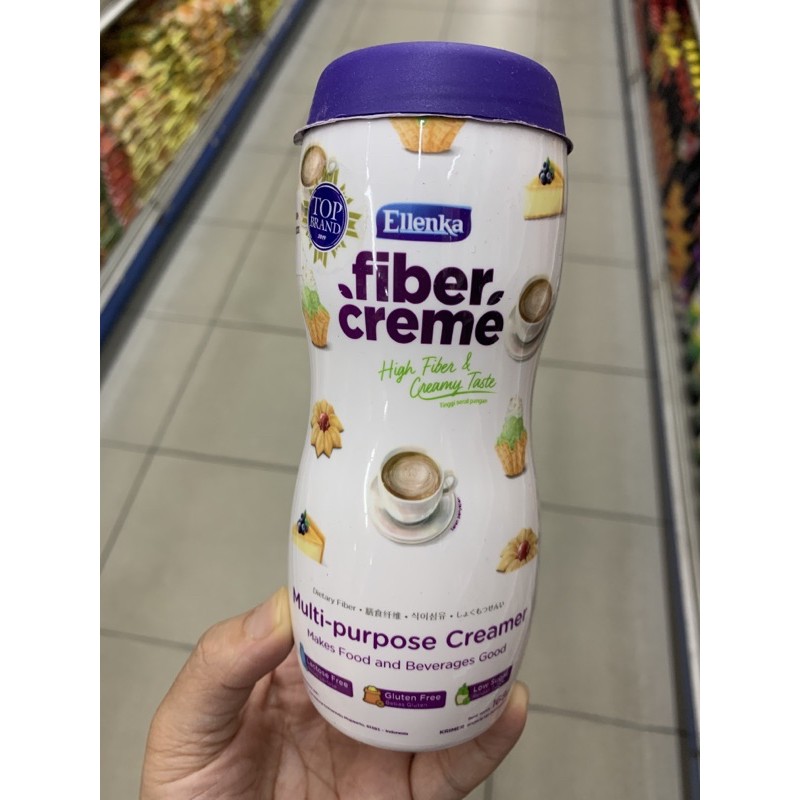 TOP
BRAND
2019
Ellenka
fiber
creme
High Fiber &
Creamy Taste
tinggi serat pangan
Dietary Fiber • 膳食纤维 • 식이섬유 • しょくもつせんい
Multi-purpose Creamer
Makes Food and Beverages Good
Lactose Free
Gluten Free
Bebas Gluten
Low Sugar